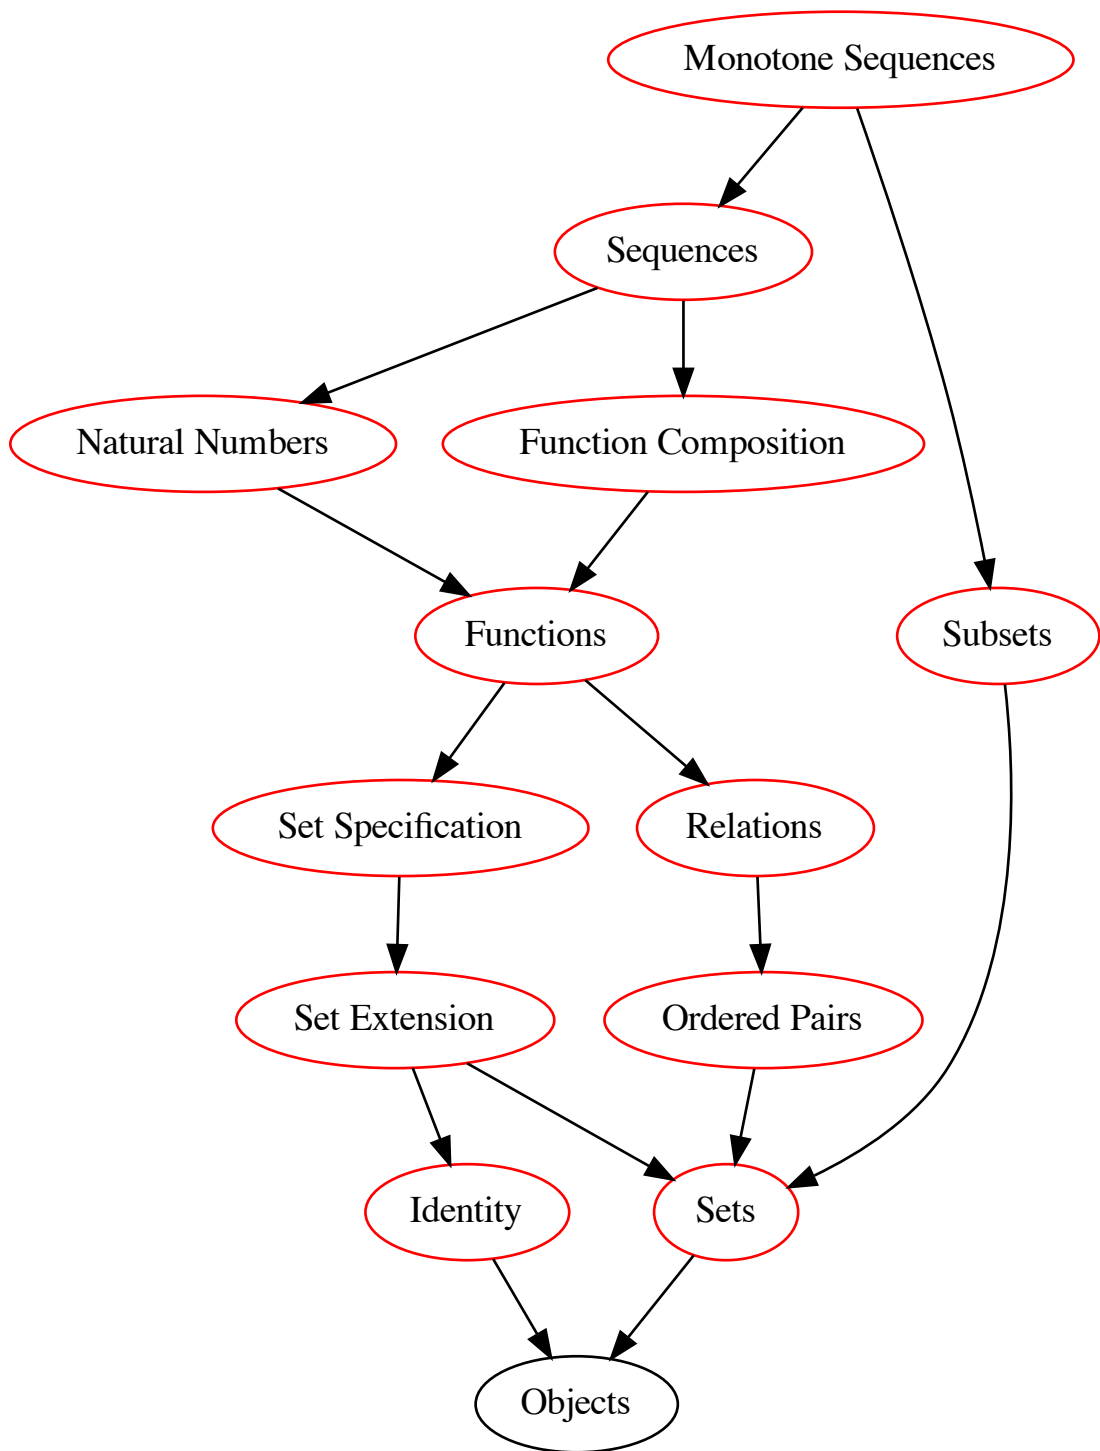 Monotone Sequences
Sequences
Natural Numbers
Function Composition
Functions
Subsets
Set Specification
Relations
Set Extension
Ordered Pairs
Identity
Sets
Objects